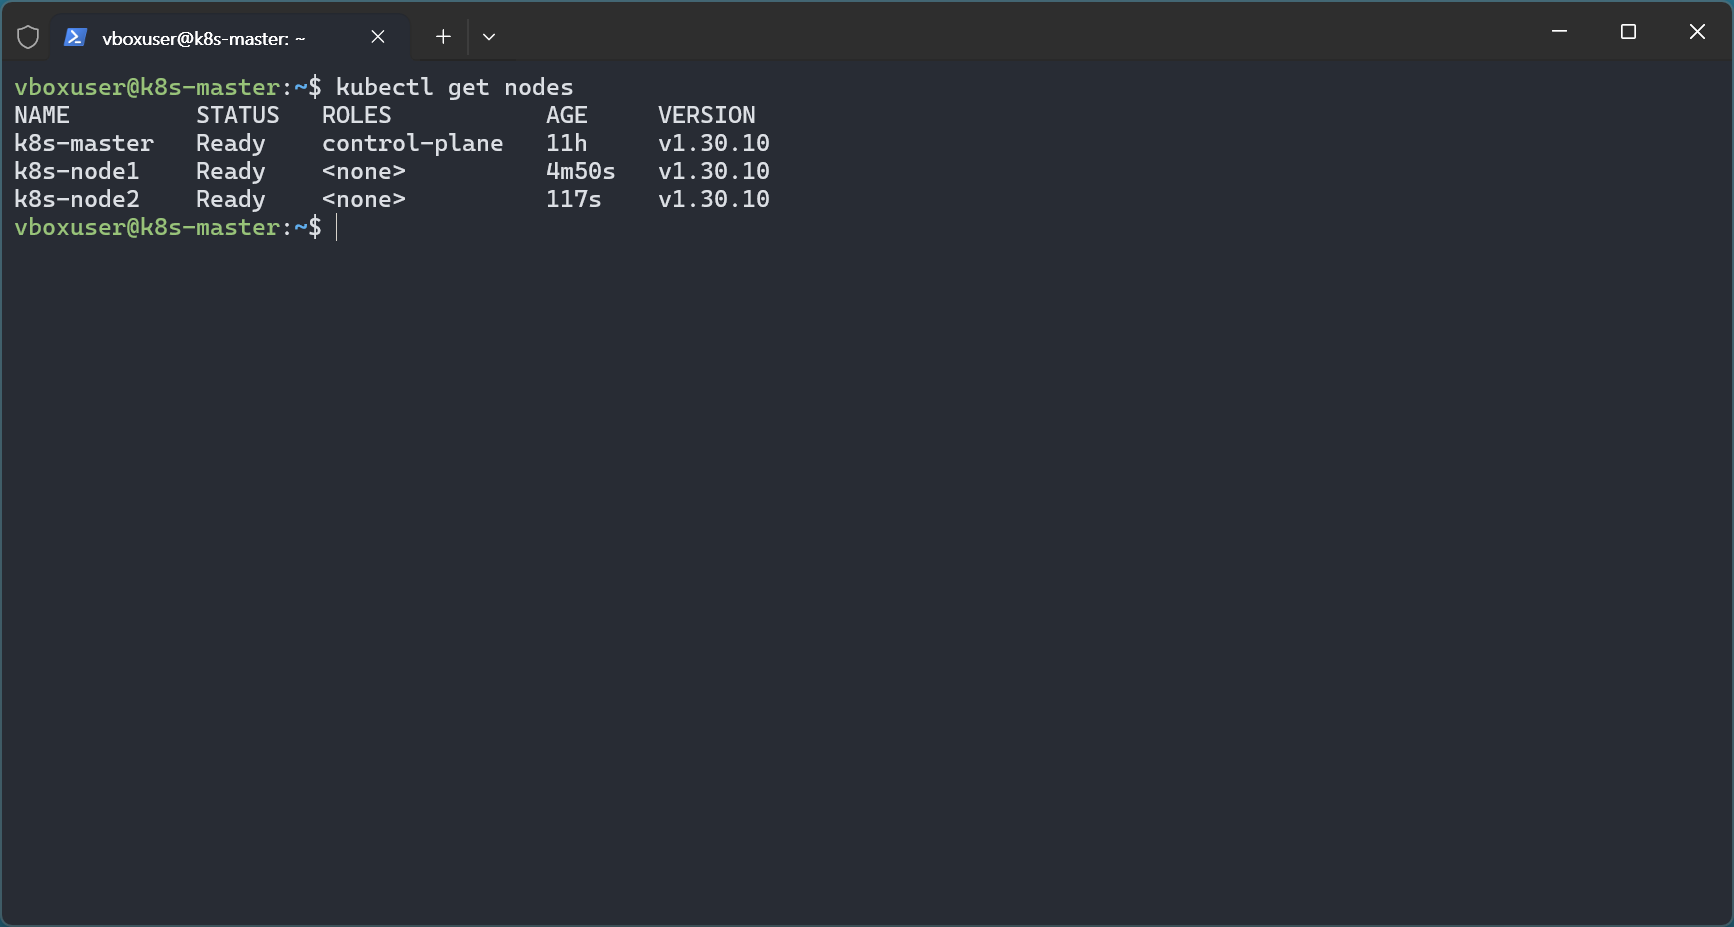 vboxuser@k8s-master: ~
vboxuser@k8s-master:~$ kubectl get nodes
NAME         STATUS   ROLES           AGE     VERSION
k8s-master   Ready    control-plane   11h     v1.30.10
k8s-node1    Ready    <none>          4m50s   v1.30.10
k8s-node2    Ready    <none>          117s    v1.30.10
vboxuser@k8s-master:~$